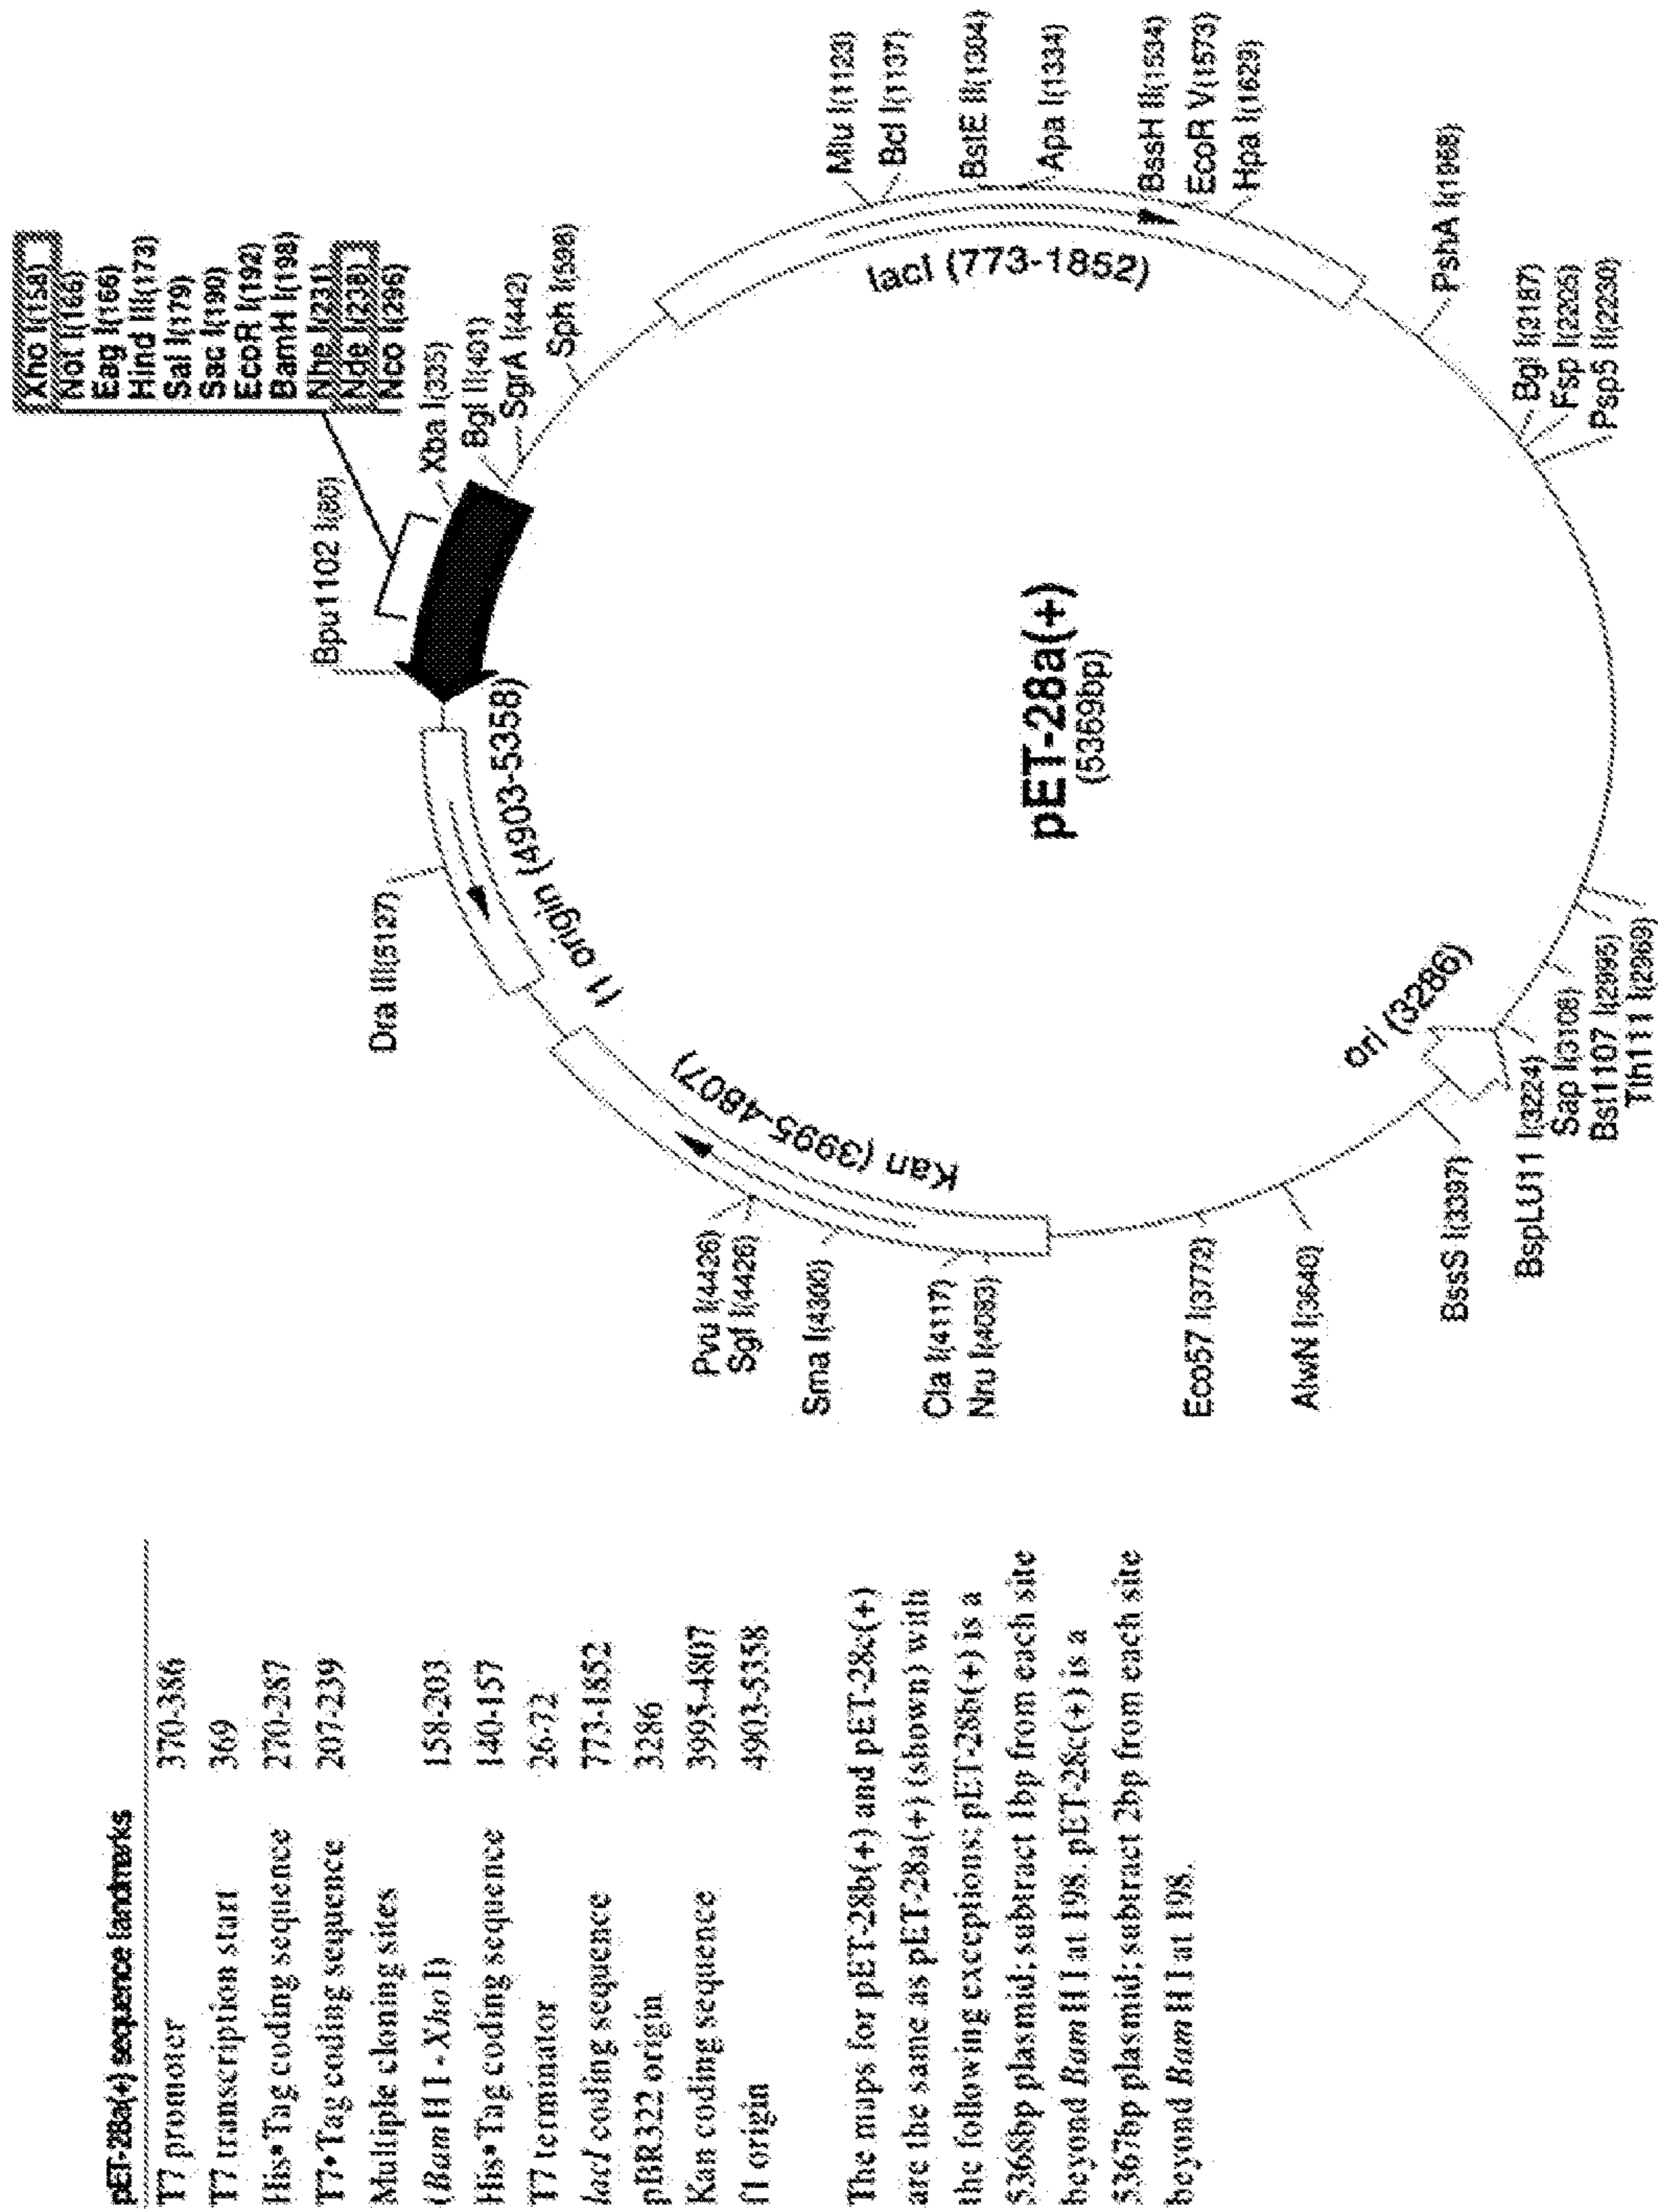 pET-28a(+) sequence landmarks
T7 promoter 370-386
T7 transcription start 369
His•Tag coding sequence 270-287
T7•Tag coding sequence 207-239
Multiple cloning sites
(Bam H I - Xho I) 158-203
His•Tag coding sequence 140-157
T7 terminator 26-72
lacI coding sequence 773-1852
pBR322 origin 3286
Kan coding sequence 3995-4807
f1 origin 4903-5358
The maps for pET-28b(+) and pET-28c(+)
are the same as pET-28a(+) (shown) with
the following exceptions: pET-28b(+) is a
5368bp plasmid; subtract 1bp from each site
beyond Bam H I at 198. pET-28c(+) is a
5367bp plasmid; subtract 2bp from each site
beyond Bam H I at 198.
Xho I(158)
Not I(166)
Eag I(166)
Hind III(173)
Sal I(179)
Sac I(190)
EcoR I(192)
BamH I(198)
Nhe I(231)
Nde I(238)
Nco I(296)
Bpu1102 I(80)
Xba I(335)
Bgl II(401)
SgrA I(442)
Sph I(598)
Dra III(5127)
f1 origin (4903-5358)
Kan (3995-4807)
lacI (773-1852)
Mlu I(1123)
Bcl I(1137)
BstE II(1304)
Apa I(1334)
BssH II(1534)
EcoR V(1573)
Hpa I(1629)
Pvu I(4426)
Sgf I(4426)
Sma I(4300)
Cla I(4117)
Nru I(4083)
pET-28a(+)
(5369bp)
Eco57 I(3772)
AlwN I(3640)
ori (3286)
PshA I(1968)
BssS I(3397)
BspLU11 I(3224)
Sap I(3108)
Bst1107 I(2995)
Tth111 I(2969)
Bgl I(2187)
Fsp I(2205)
Psp5 II(2230)